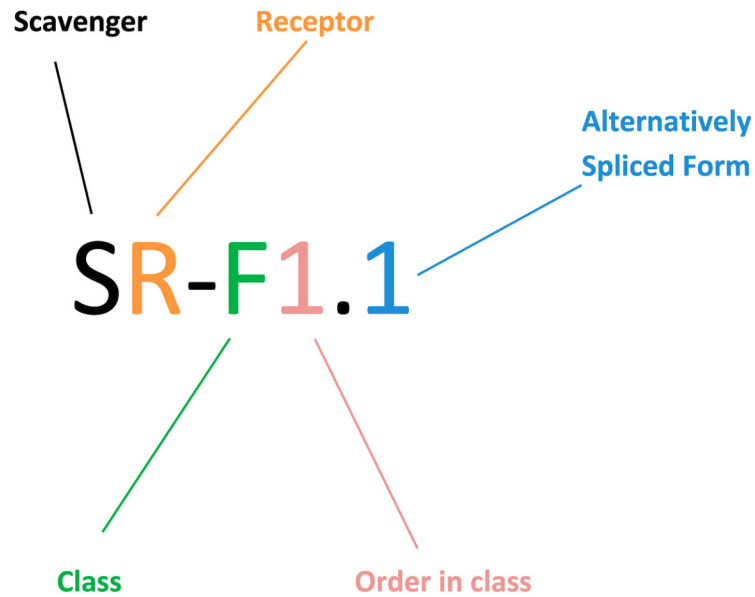 Scavenger Receptor
Alternatively
Spliced Form
SR-F1.1
Class Order in class